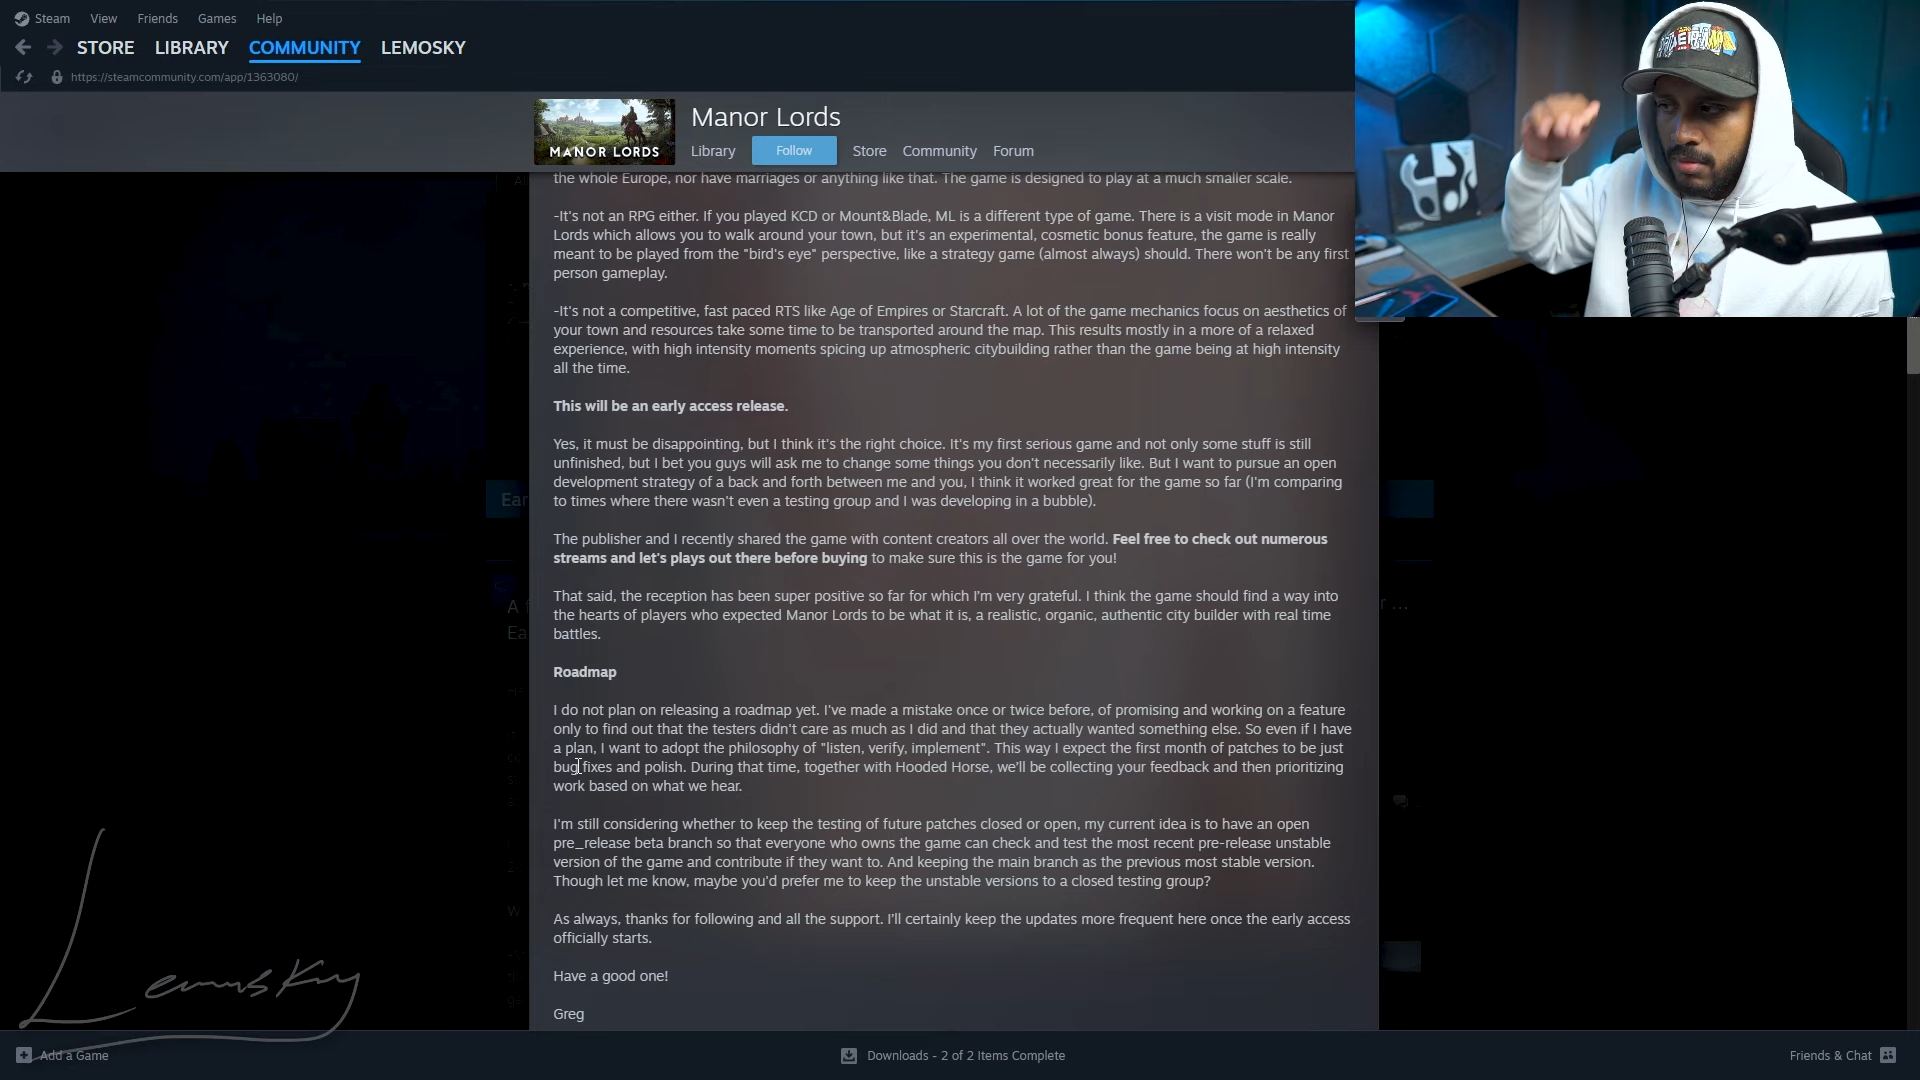 Steam View Friends Games Help
STORE LIBRARY COMMUNITY LEMOSKY
https://steamcommunity.com/app/1363080/
MANOR LORDS
Manor Lords
Library Follow Store Community Forum
the whole Europe, nor have marriages or anything like that. The game is designed to play at a much smaller scale.
-It's not an RPG either. If you played KCD or Mount&Blade, ML is a different type of game. There is a visit mode in Manor
Lords which allows you to walk around your town, but it's an experimental, cosmetic bonus feature, the game is really
meant to be played from the "bird's eye" perspective, like a strategy game (almost always) should. There won't be any first
person gameplay.
-It's not a competitive, fast paced RTS like Age of Empires or Starcraft. A lot of the game mechanics focus on aesthetics of
your town and resources take some time to be transported around the map. This results mostly in a more of a relaxed
experience, with high intensity moments spicing up atmospheric citybuilding rather than the game being at high intensity
all the time.
This will be an early access release.
Yes, it must be disappointing, but I think it's the right choice. It's my first serious game and not only some stuff is still
unfinished, but I bet you guys will ask me to change some things you don't necessarily like. But I want to pursue an open
development strategy of a back and forth between me and you, I think it worked great for the game so far (I'm comparing
to times where there wasn't even a testing group and I was developing in a bubble).
The publisher and I recently shared the game with content creators all over the world. Feel free to check out numerous
streams and let's plays out there before buying to make sure this is the game for you!
That said, the reception has been super positive so far for which I'm very grateful. I think the game should find a way into
the hearts of players who expected Manor Lords to be what it is, a realistic, organic, authentic city builder with real time
battles.
Roadmap
I do not plan on releasing a roadmap yet. I've made a mistake once or twice before, of promising and working on a feature
only to find out that the testers didn't care as much as I did and that they actually wanted something else. So even if I have
a plan, I want to adopt the philosophy of "listen, verify, implement". This way I expect the first month of patches to be just
bug fixes and polish. During that time, together with Hooded Horse, we'll be collecting your feedback and then prioritizing
work based on what we hear.
I'm still considering whether to keep the testing of future patches closed or open, my current idea is to have an open
pre_release beta branch so that everyone who owns the game can check and test the most recent pre-release unstable
version of the game and contribute if they want to. And keeping the main branch as the previous most stable version.
Though let me know, maybe you'd prefer me to keep the unstable versions to a closed testing group?
As always, thanks for following and all the support. I'll certainly keep the updates more frequent here once the early access
officially starts.
Have a good one!
Greg
Lemosky
Add a Game Downloads - 2 of 2 Items Complete Friends & Chat